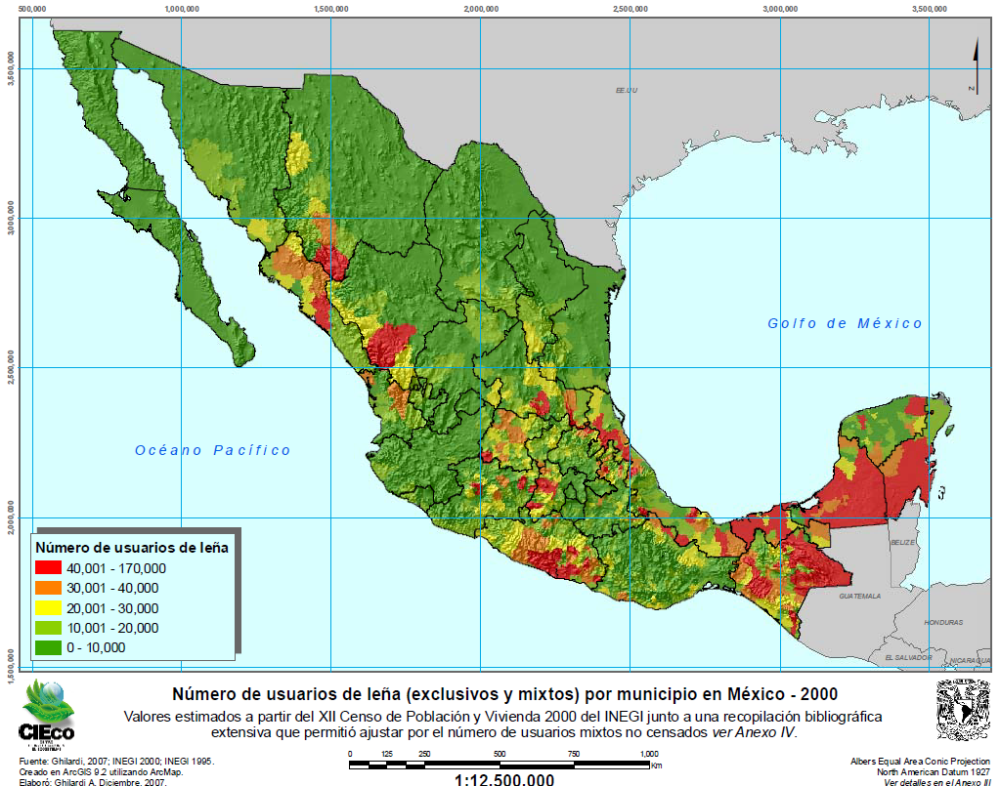 500,000 1,000,000 1,500,000 2,000,000 2,500,000 3,000,000 3,500,000
3,500,000
3,000,000
2,500,000
2,000,000
1,500,000
EE.UU
N
Golfo de México
Océano Pacífico
BELIZE
GUATEMALA
HONDURAS
EL SALVADOR
NICARAGUA
Número de usuarios de leña
40,001 - 170,000
30,001 - 40,000
20,001 - 30,000
10,001 - 20,000
0 - 10,000
CIEco
Número de usuarios de leña (exclusivos y mixtos) por municipio en México - 2000
Valores estimados a partir del XII Censo de Población y Vivienda 2000 del INEGI junto a una recopilación bibliográfica
extensiva que permitió ajustar por el número de usuarios mixtos no censados ver Anexo IV.
Fuente: Ghilardi, 2007; INEGI 2000; INEGI 1995.
Creado en ArcGIS 9.2 utilizando ArcMap.
Elaboró: Ghilardi A. Diciembre. 2007.
0 125 250 500 750 1,000
Km
1:12.500.000
Albers Equal Area Conic Projection
North American Datum 1927
Ver detalles en el Anexo III